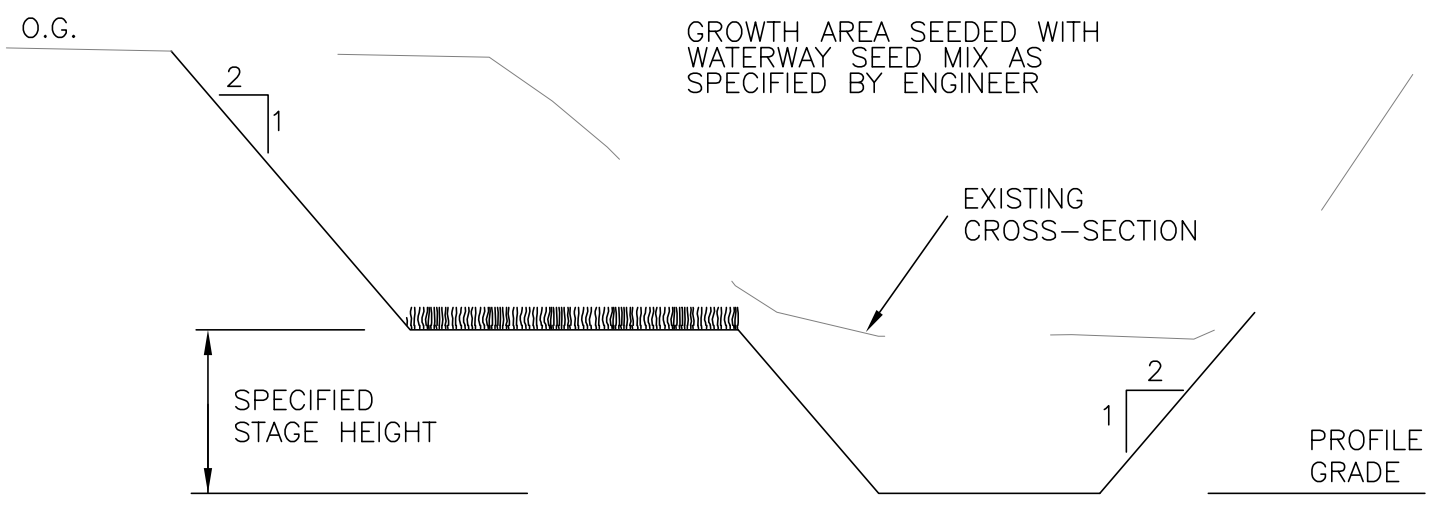 O.G.
GROWTH AREA SEEDED WITH
WATERWAY SEED MIX AS
SPECIFIED BY ENGINEER
2
1
EXISTING
CROSS-SECTION
SPECIFIED
STAGE HEIGHT
2
1
PROFILE
GRADE